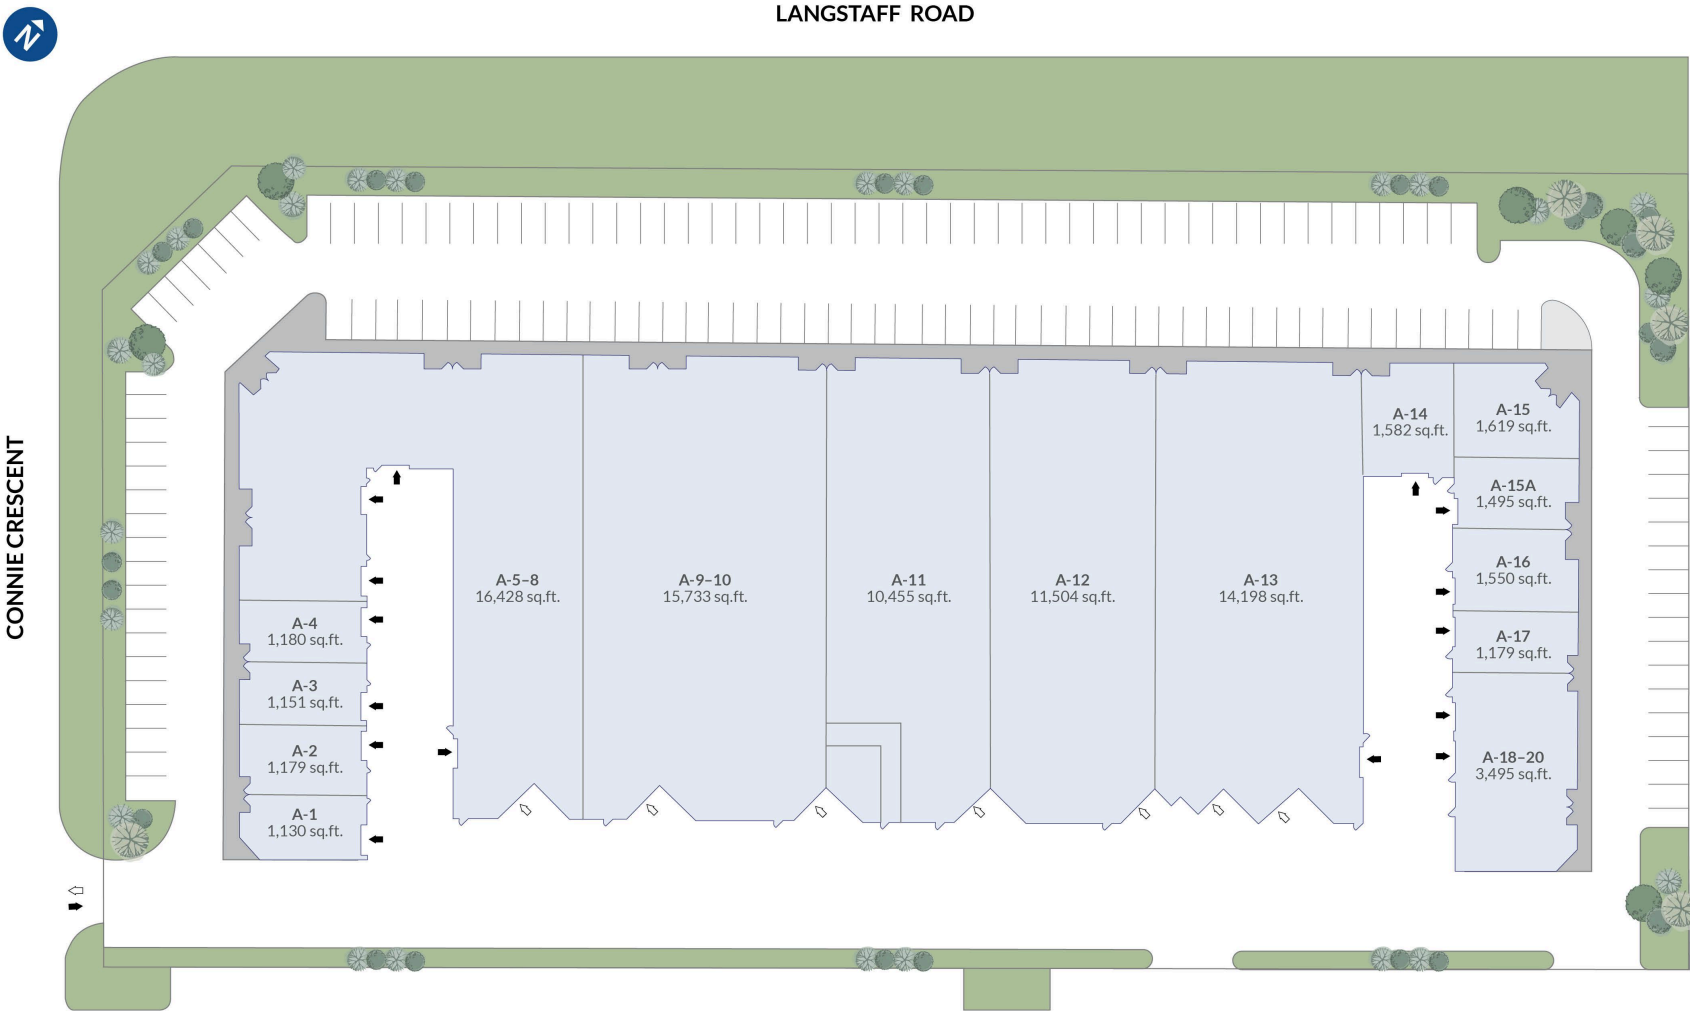 LANGSTAFF ROAD
N
CONNIE CRESCENT
A-14
1,582 sq.ft.
A-15
1,619 sq.ft.
A-15A
1,495 sq.ft.
A-5–8
16,428 sq.ft.
A-9–10
15,733 sq.ft.
A-11
10,455 sq.ft.
A-12
11,504 sq.ft.
A-13
14,198 sq.ft.
A-16
1,550 sq.ft.
A-4
1,180 sq.ft.
A-17
1,179 sq.ft.
A-3
1,151 sq.ft.
A-2
1,179 sq.ft.
A-18–20
3,495 sq.ft.
A-1
1,130 sq.ft.